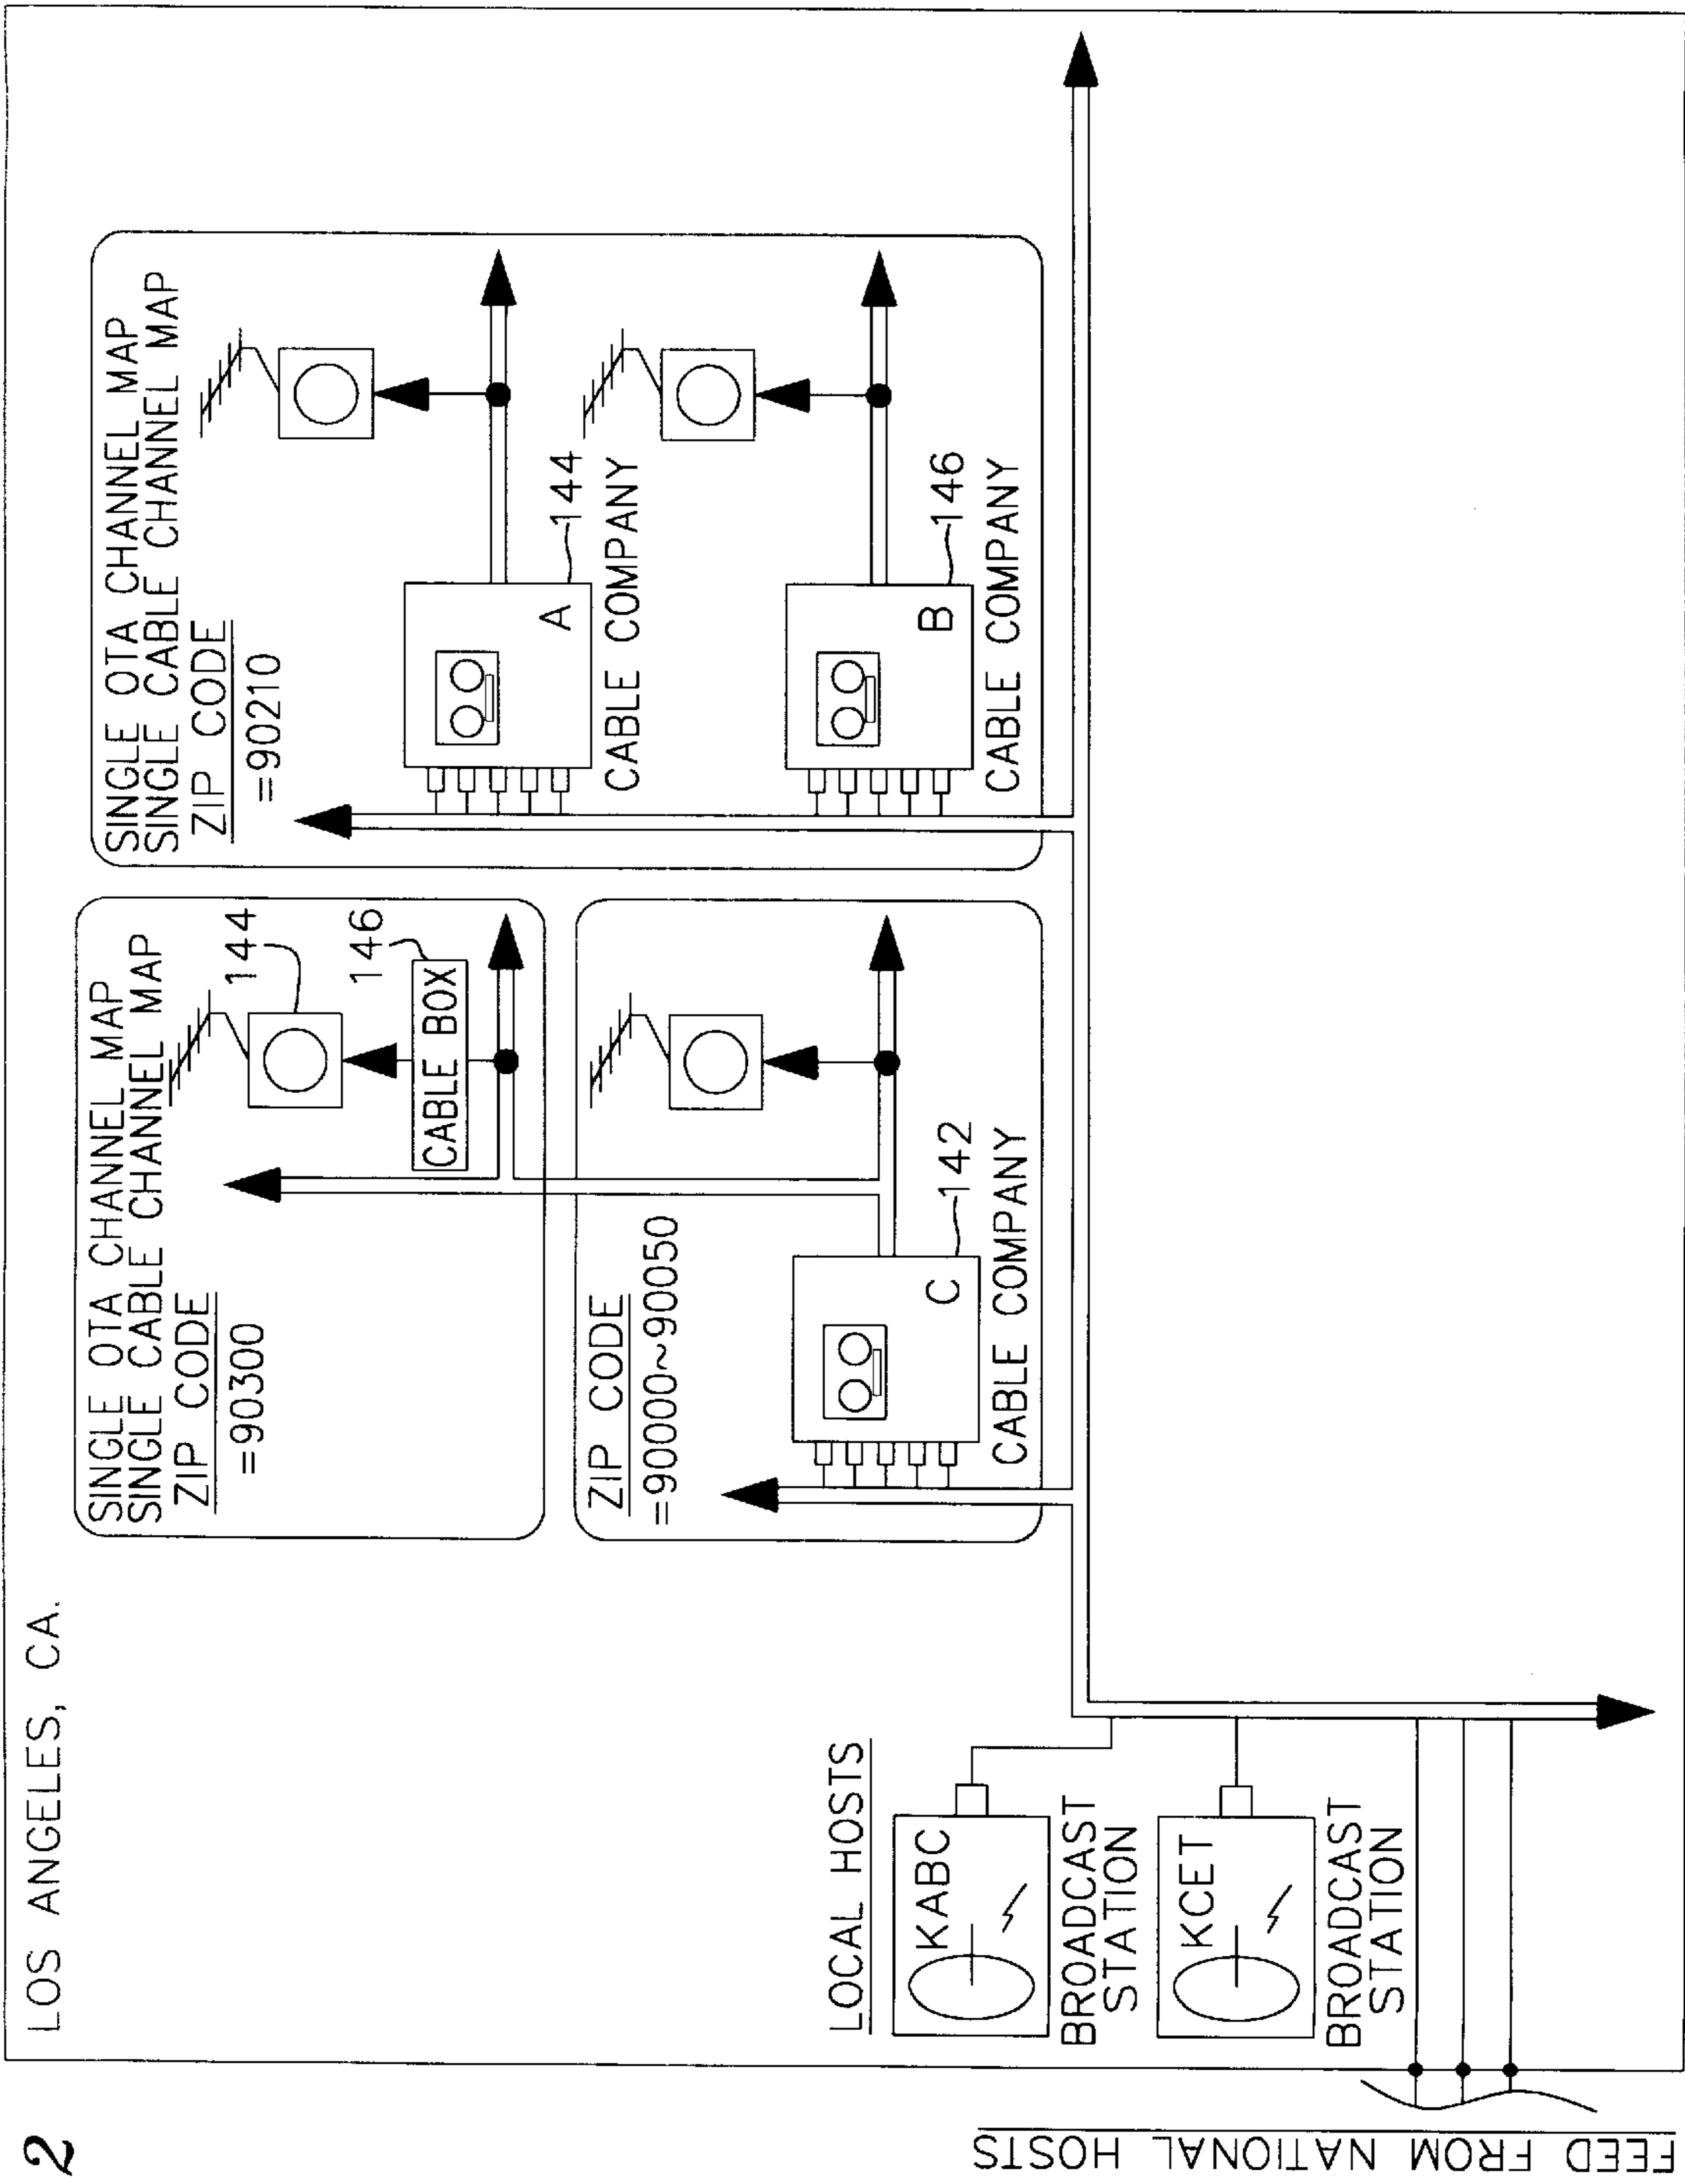 2
LOS ANGELES, CA.
SINGLE OTA CHANNEL MAP
SINGLE CABLE CHANNEL MAP
ZIP CODE
=90300
144
146
CABLE BOX
ZIP CODE
=90000~90050
C
142
CABLE COMPANY
SINGLE OTA CHANNEL MAP
SINGLE CABLE CHANNEL MAP
ZIP CODE
=90210
A
144
CABLE COMPANY
B
146
CABLE COMPANY
LOCAL HOSTS
KABC
BROADCAST
STATION
KCET
BROADCAST
STATION
FEED FROM NATIONAL HOSTS